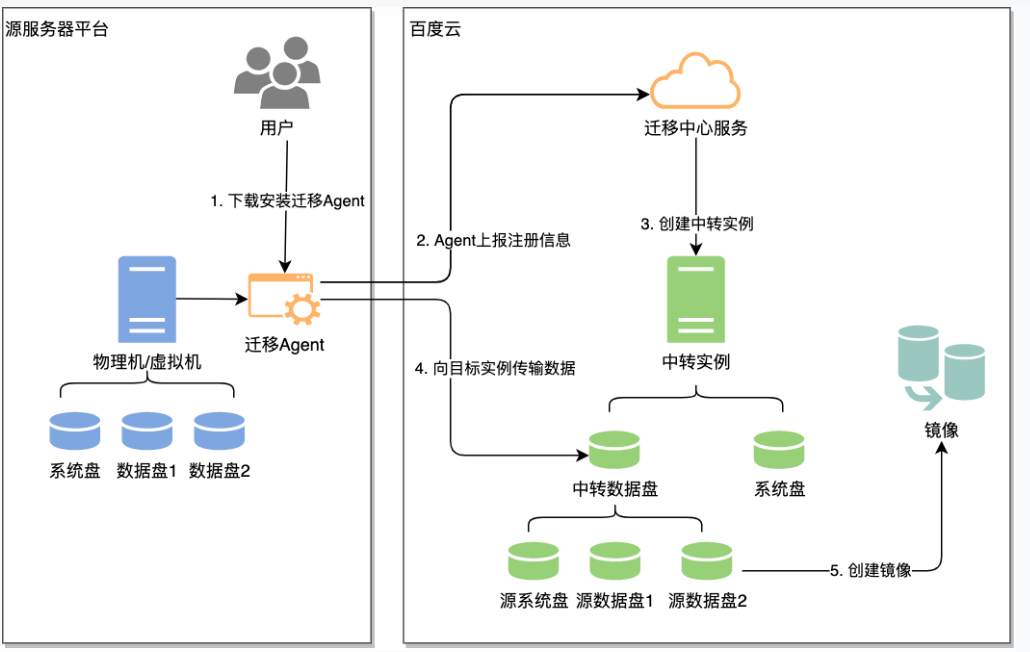 源服务器平台
用户
1. 下载安装迁移Agent
迁移Agent
物理机/虚拟机
系统盘
数据盘1
数据盘2
百度云
迁移中心服务
2. Agent上报注册信息
3. 创建中转实例
中转实例
4. 向目标实例传输数据
中转数据盘
系统盘
源系统盘
源数据盘1
源数据盘2
5. 创建镜像
镜像